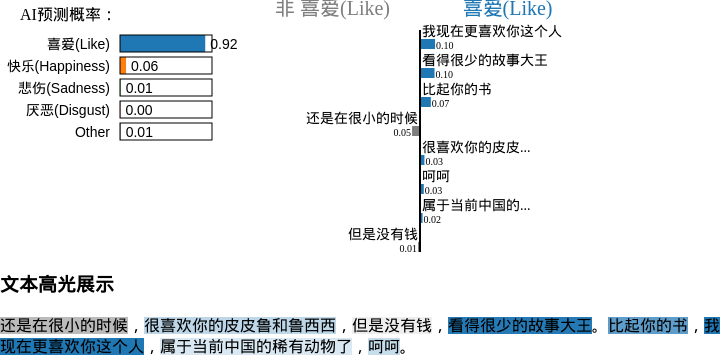 AI预测概率：
喜爱(Like) 0.92
快乐(Happiness) 0.06
悲伤(Sadness) 0.01
厌恶(Disgust) 0.00
Other 0.01
非 喜爱(Like) 喜爱(Like)
我现在更喜欢你这个人
0.10
看得很少的故事大王
0.10
比起你的书
0.07
还是在很小的时候
0.05
很喜欢你的皮皮...
0.03
呵呵
0.03
属于当前中国的...
0.02
但是没有钱
0.01
文本高光展示
还是在很小的时候，很喜欢你的皮皮鲁和鲁西西，但是没有钱，看得很少的故事大王。比起你的书，我
现在更喜欢你这个人，属于当前中国的稀有动物了，呵呵。